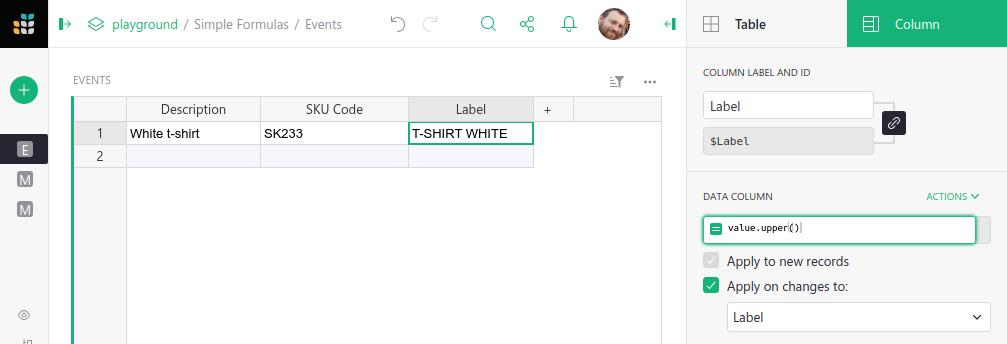 playground / Simple Formulas / Events
Table
Column
EVENTS
Description SKU Code Label +
1 White t-shirt SK233 T-SHIRT WHITE
2
E
M
M
COLUMN LABEL AND ID
Label
$Label
DATA COLUMN ACTIONS
= value.upper()
Apply to new records
Apply on changes to:
Label